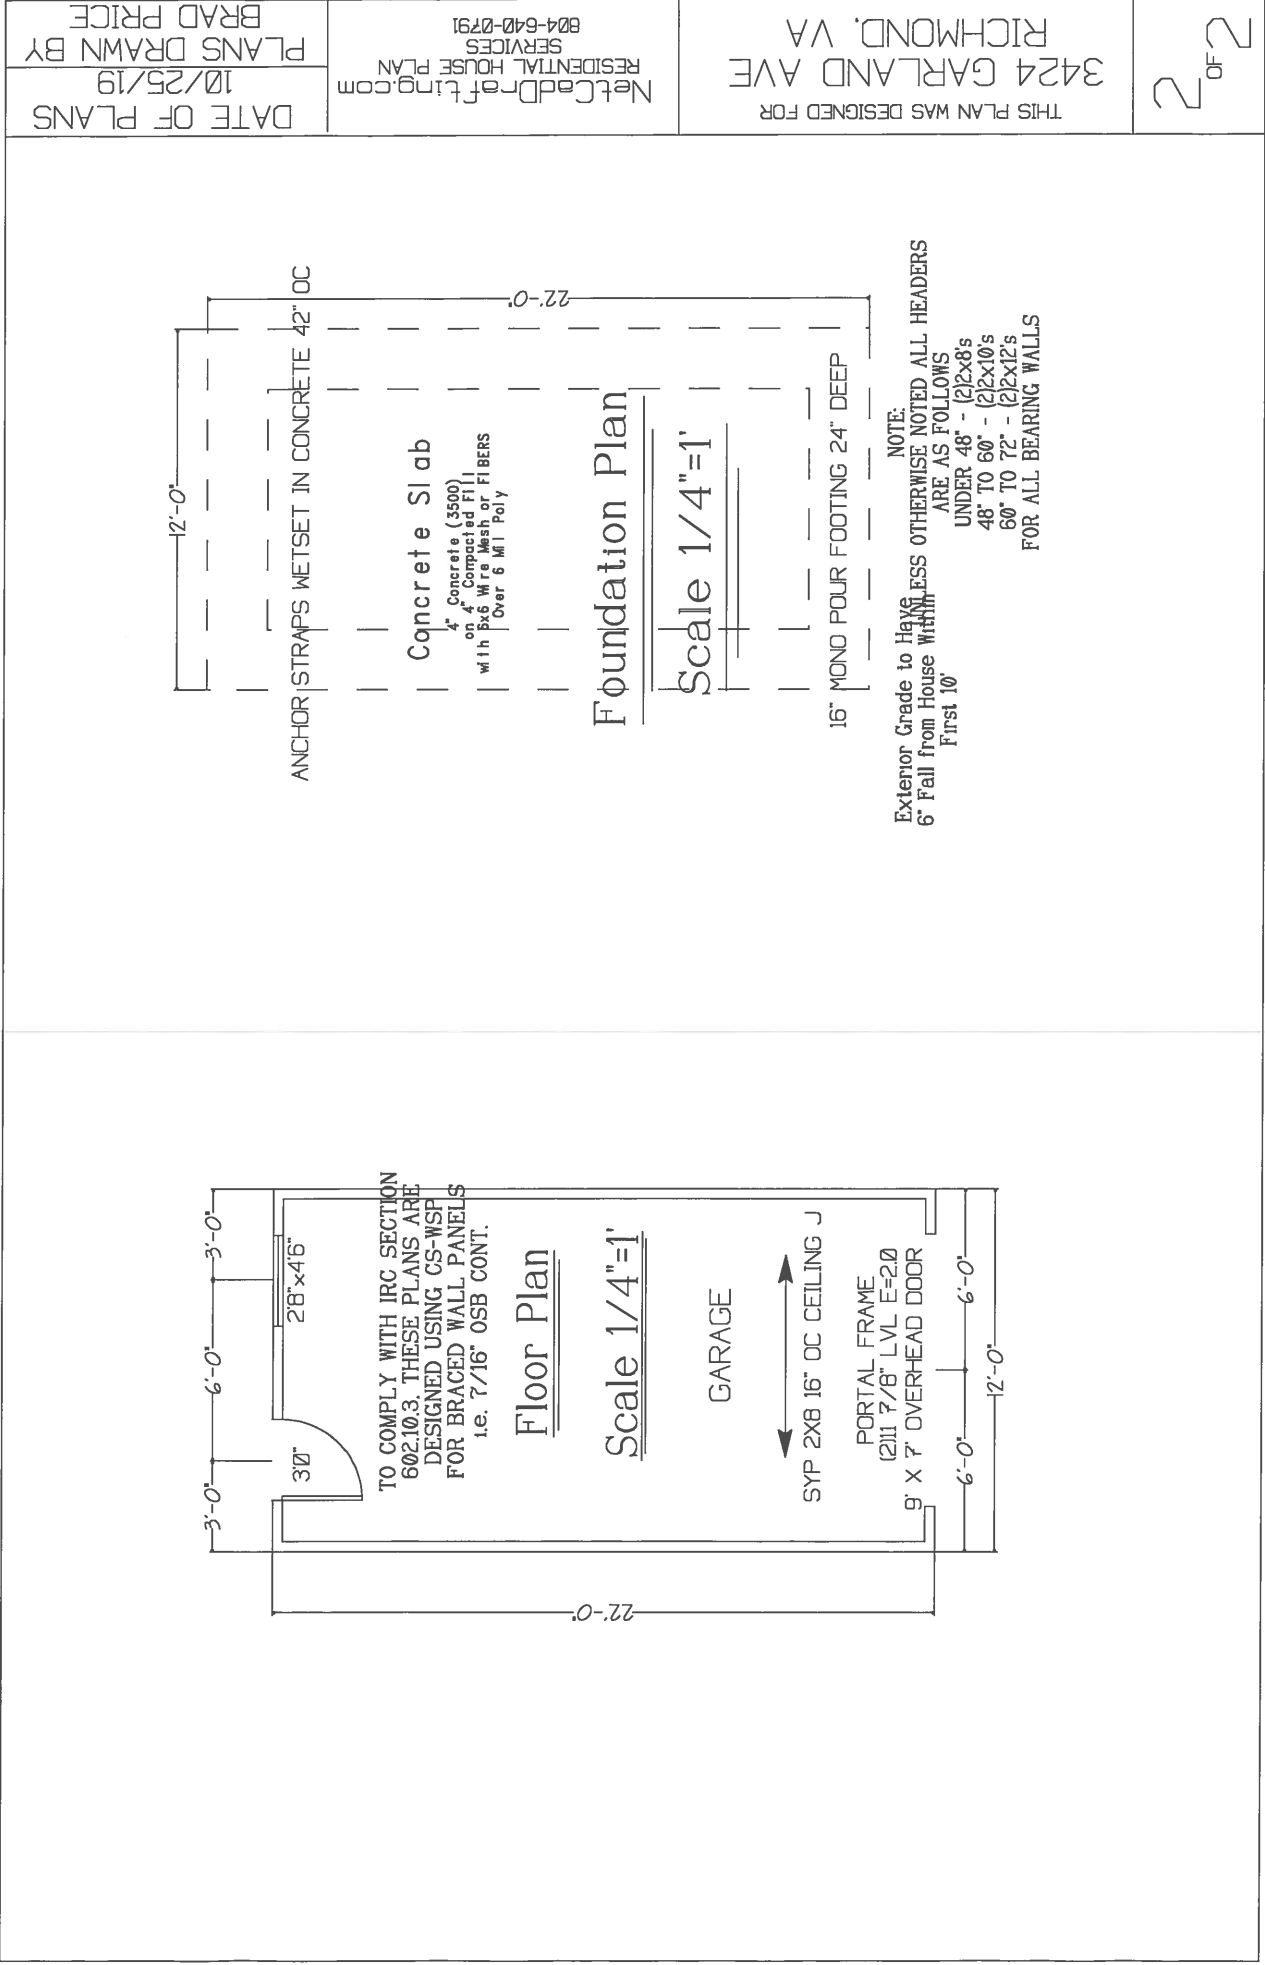 DATE OF PLANS
10/25/19
PLANS DRAWN BY
BRAD PRICE
NetCadDrafting.com
RESIDENTIAL HOUSE PLAN
SERVICES
804-640-0791
THIS PLAN WAS DESIGNED FOR
3424 GARLAND AVE
RICHMOND, VA
2 OF 2
12'-0"
22'-0"
ANCHOR STRAPS WETSET IN CONCRETE 42" OC
Concrete Slab
4" Concrete (3500)
on 4" Compacted Fill
with 6x6 Wire Mesh or FIBERS
Over 6 Mil Poly
Foundation Plan
Scale 1/4"=1'
16" MONO POUR FOOTING 24" DEEP
Exterior Grade to Have
6" Fall from House Within
First 10'
NOTE:
UNLESS OTHERWISE NOTED ALL HEADERS
ARE AS FOLLOWS
UNDER 48" - (2)2x8's
48" TO 60" - (2)2x10's
60" TO 72" - (2)2x12's
FOR ALL BEARING WALLS
3'-0"
6'-0"
3'-0"
3'0"
2'8"x4'6"
TO COMPLY WITH IRC SECTION
602.10.3. THESE PLANS ARE
DESIGNED USING CS-WSP
FOR BRACED WALL PANELS
i.e. 7/16" OSB CONT.
Floor Plan
Scale 1/4"=1'
GARAGE
SYP 2X8 16" OC CEILING J
PORTAL FRAME
(2)11 7/8" LVL E=2.0
9' X 7' OVERHEAD DOOR
6'-0"
6'-0"
12'-0"
22'-0"